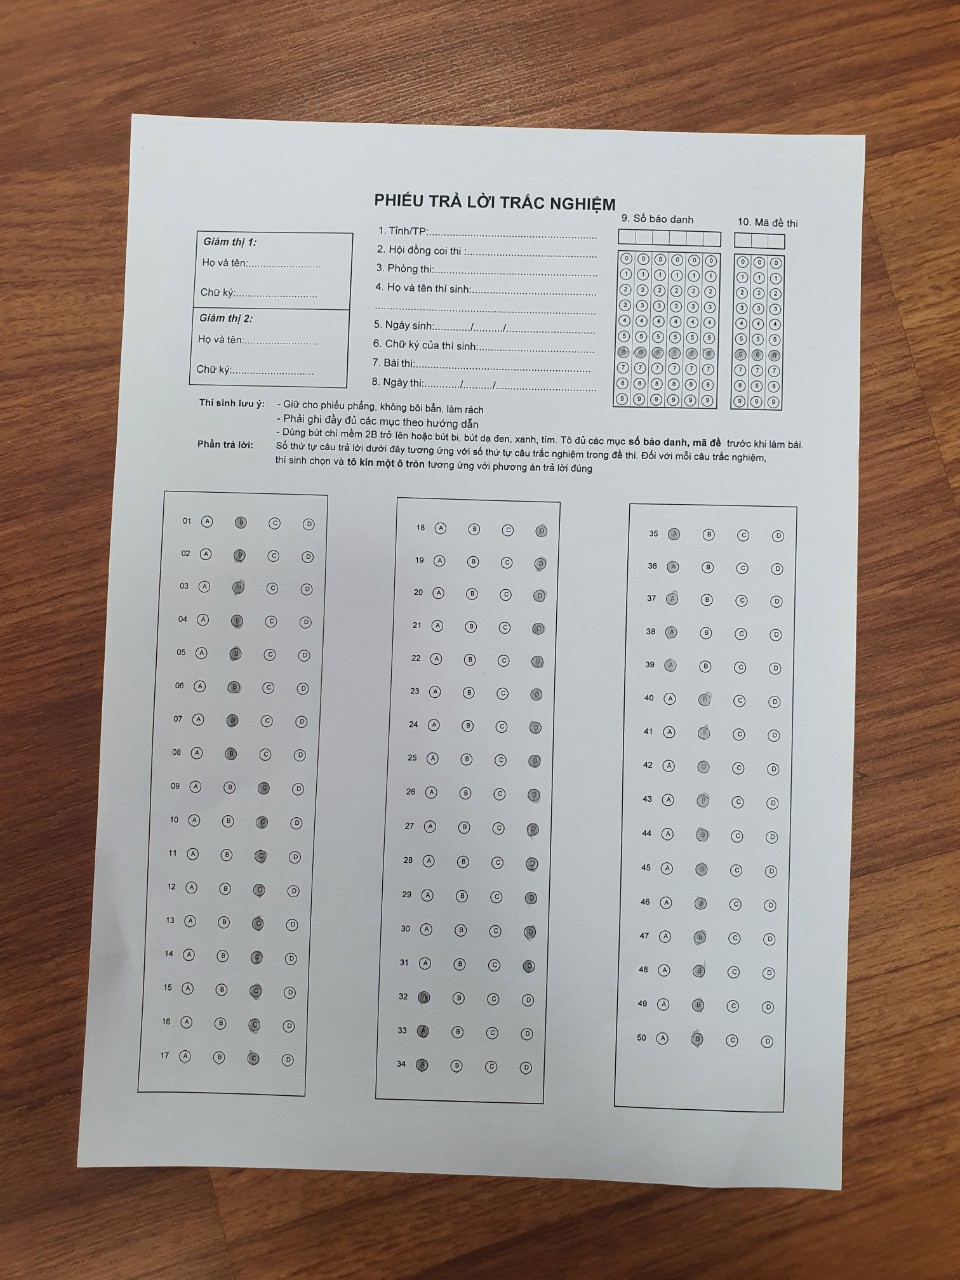 PHIẾU TRẢ LỜI TRẮC NGHIỆM
Giám thị 1:
Họ và tên:........................
Chữ ký:...........................
Giám thị 2:
Họ và tên:........................
Chữ ký:...........................
1. Tỉnh/TP:......................................................
2. Hội đồng coi thi :..........................................
3. Phòng thi:.....................................................
4. Họ và tên thí sinh:.........................................
5. Ngày sinh:.........../........../.............................
6. Chữ ký của thí sinh:.......................................
7. Bài thi:..........................................................
8. Ngày thi:.........../........../................................
9. Số báo danh
0 0 0 0 0 0
1 1 1 1 1 1
2 2 2 2 2 2
3 3 3 3 3 3
4 4 4 4 4 4
5 5 5 5 5 5
6 6 6 6 6 6
7 7 7 7 7 7
8 8 8 8 8 8
9 9 9 9 9 9
10. Mã đề thi
0 0 0
1 1 1
2 2 2
3 3 3
4 4 4
5 5 5
6 6 6
7 7 7
8 8 8
9 9 9
Thí sinh lưu ý: - Giữ cho phiếu phẳng, không bôi bẩn, làm rách
- Phải ghi đầy đủ các mục theo hướng dẫn
- Dùng bút chì mềm 2B trở lên hoặc bút bi, bút dạ đen, xanh, tím. Tô đủ các mục số báo danh, mã đề trước khi làm bài.
Phần trả lời: Số thứ tự câu trả lời dưới đây tương ứng với số thứ tự câu trắc nghiệm trong đề thi. Đối với mỗi câu trắc nghiệm,
thí sinh chọn và tô kín một ô tròn tương ứng với phương án trả lời đúng
01 A B C D
02 A B C D
03 A B C D
04 A B C D
05 A B C D
06 A B C D
07 A B C D
08 A B C D
09 A B C D
10 A B C D
11 A B C D
12 A B C D
13 A B C D
14 A B C D
15 A B C D
16 A B C D
17 A B C D
18 A B C D
19 A B C D
20 A B C D
21 A B C D
22 A B C D
23 A B C D
24 A B C D
25 A B C D
26 A B C D
27 A B C D
28 A B C D
29 A B C D
30 A B C D
31 A B C D
32 A B C D
33 A B C D
34 A B C D
35 A B C D
36 A B C D
37 A B C D
38 A B C D
39 A B C D
40 A B C D
41 A B C D
42 A B C D
43 A B C D
44 A B C D
45 A B C D
46 A B C D
47 A B C D
48 A B C D
49 A B C D
50 A B C D